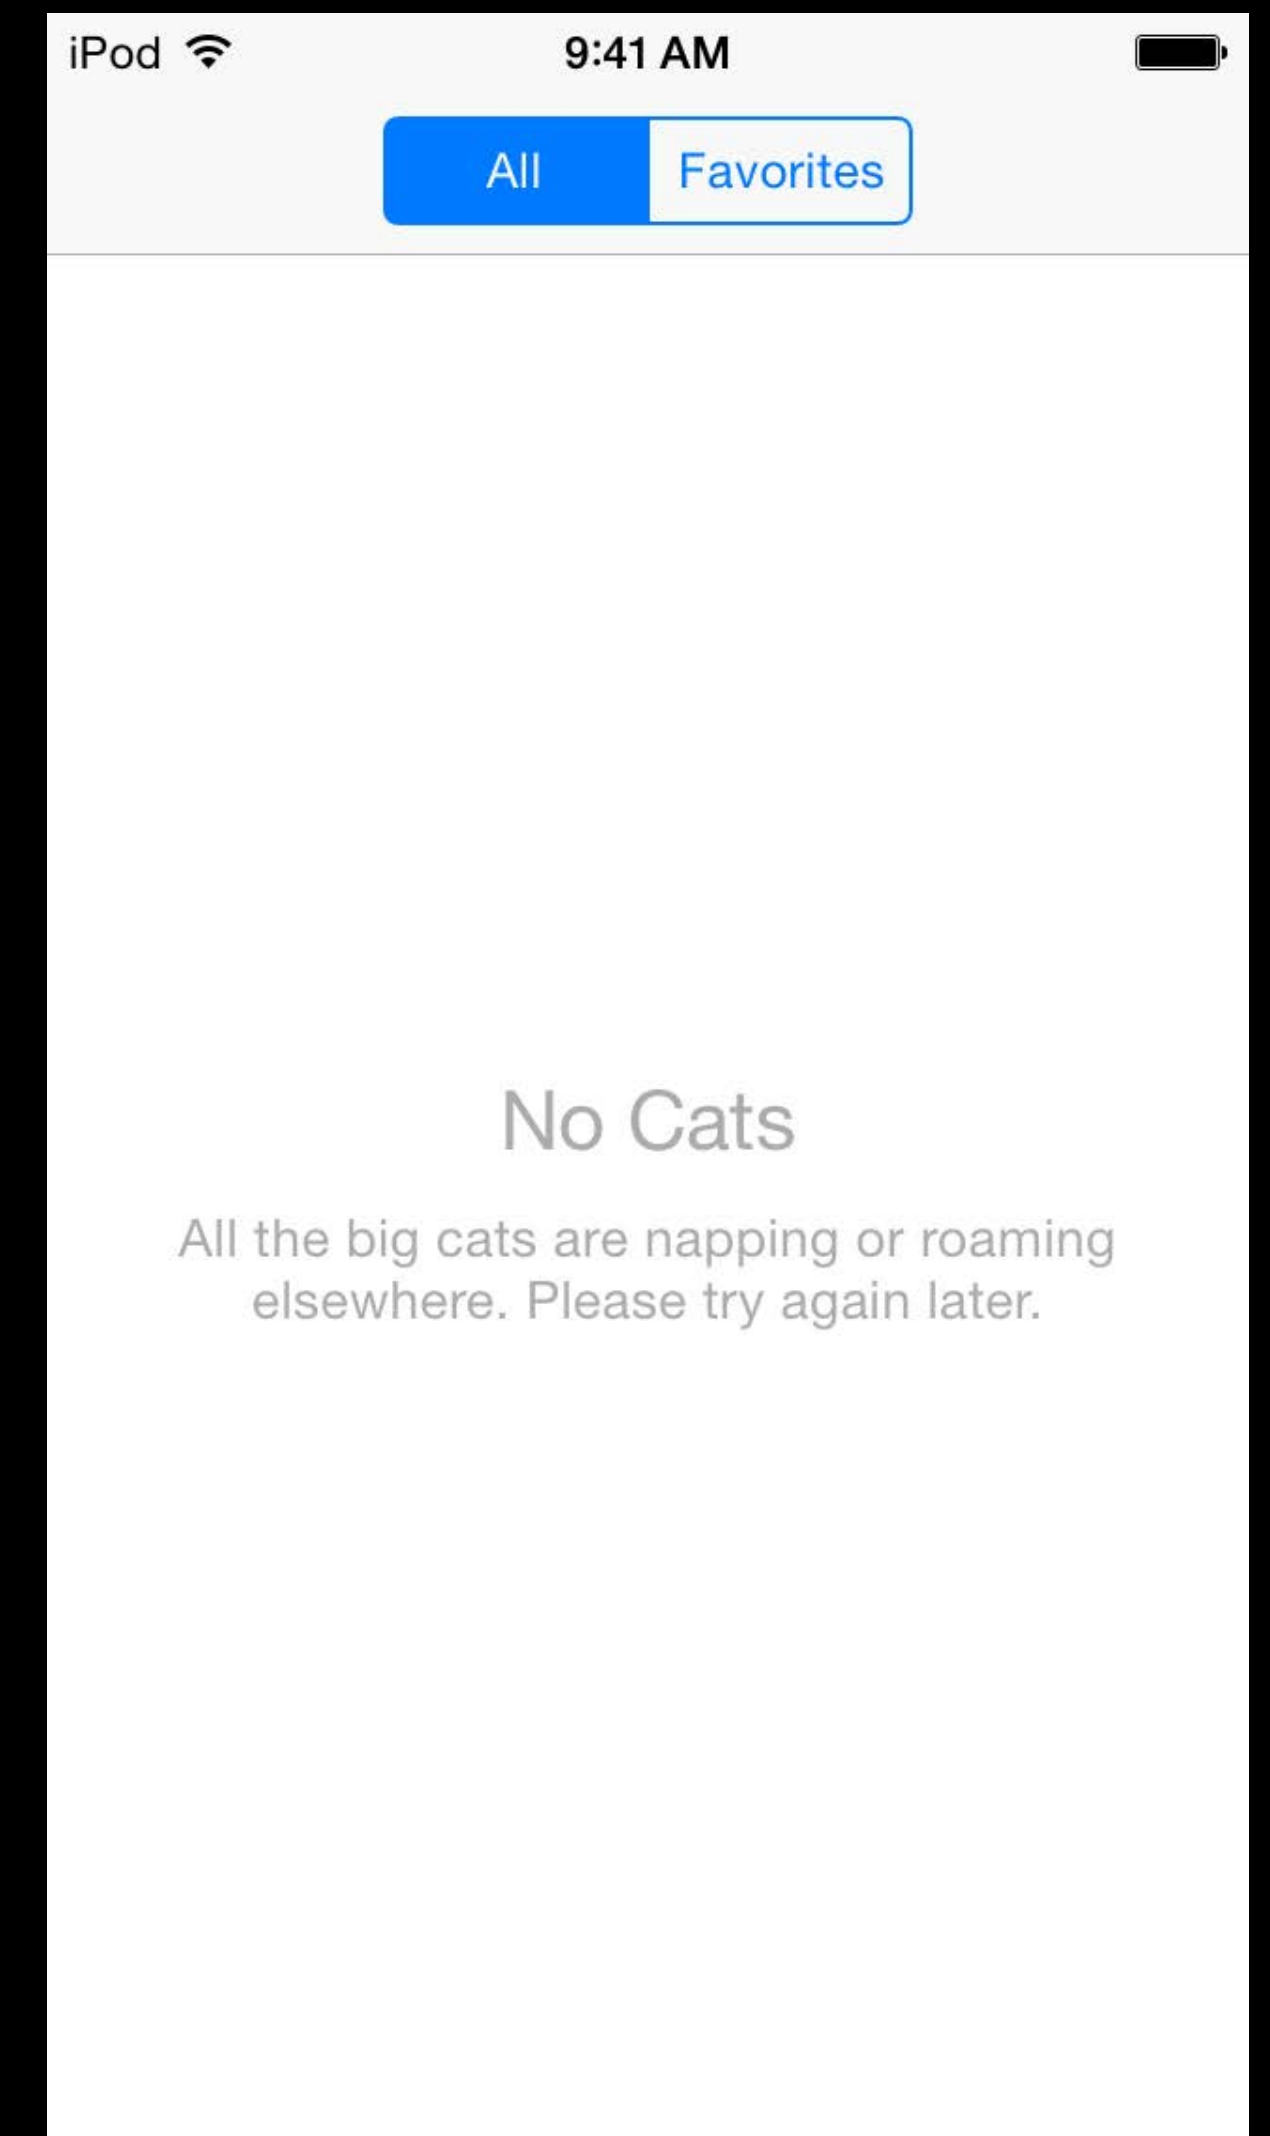 iPod 9:41 AM
All Favorites
No Cats
All the big cats are napping or roaming
elsewhere. Please try again later.